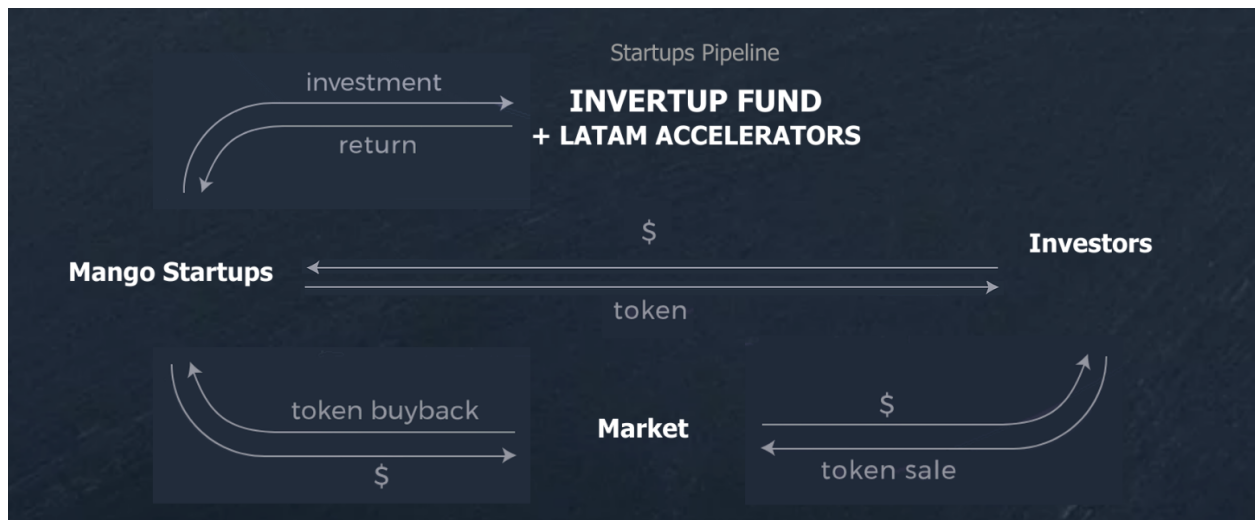 Startups Pipeline
investment
INVERTUP FUND
+ LATAM ACCELERATORS
return
$
Investors
Mango Startups
token
token buyback
$
Market
$
token sale